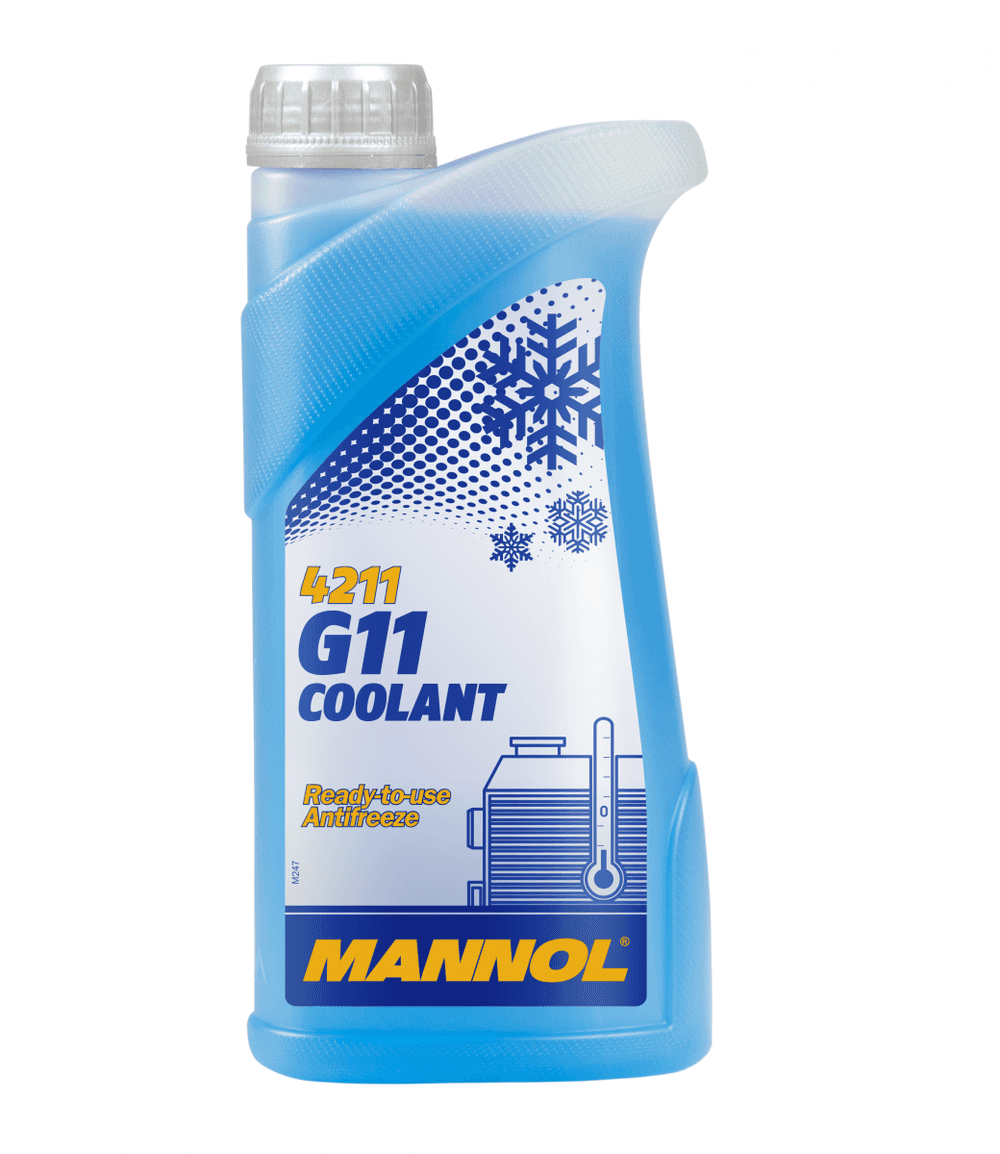 4211
G11
COOLANT
Ready-to-use
Antifreeze
M247
MANNOL®